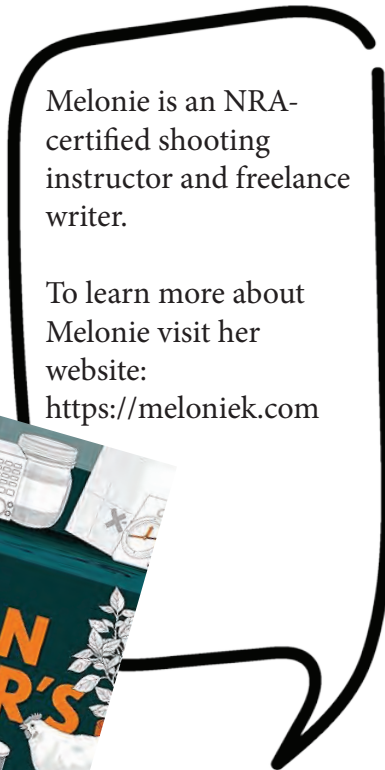 Melonie is an NRA-
certified shooting
instructor and freelance
writer.
To learn more about
Melonie visit her
website:
https://meloniek.com
N
R'S